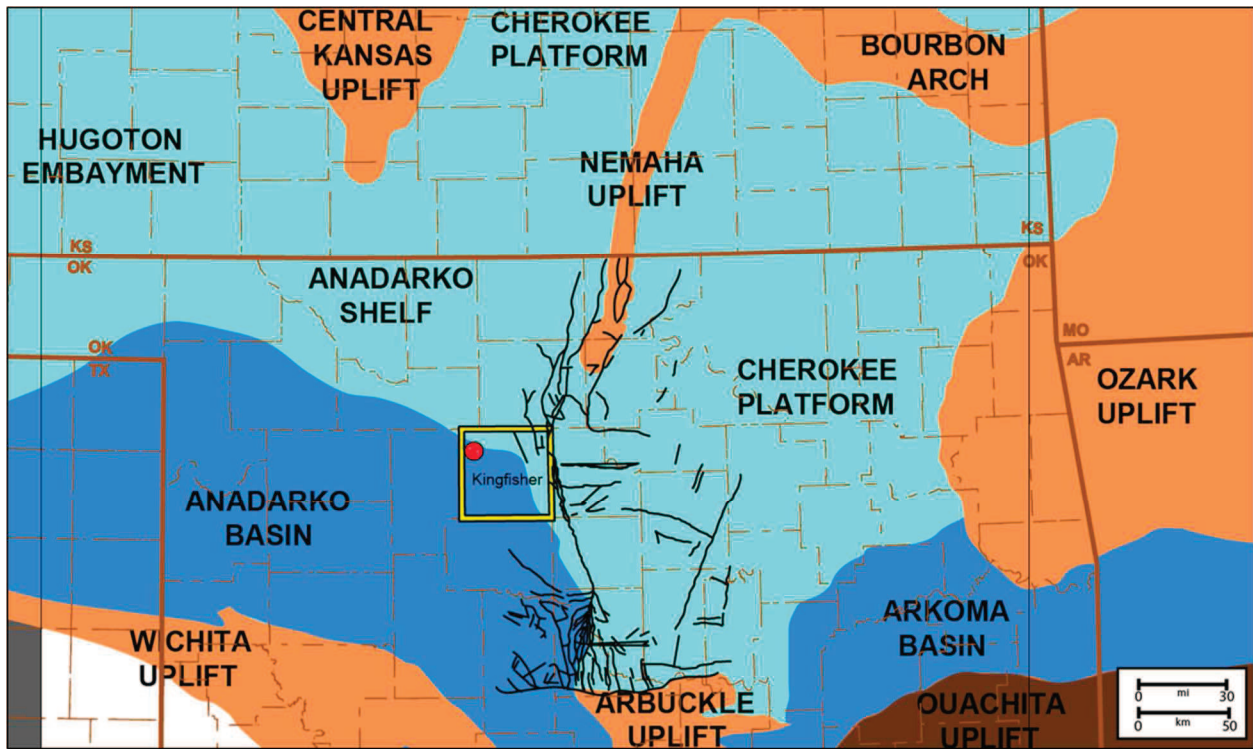 CENTRAL
KANSAS
UPLIFT
CHEROKEE
PLATFORM
BOURBON
ARCH
HUGOTON
EMBAYMENT
NEMAHA
UPLIFT
KS
OK
KS
OK
ANADARKO
SHELF
OK
TX
MO
AR
CHEROKEE
PLATFORM
OZARK
UPLIFT
Kingfisher
ANADARKO
BASIN
ARKOMA
BASIN
WICHITA
UPLIFT
ARBUCKLE
UPLIFT
OUACHITA
UPLIFT
0 30
mi
0 50
km